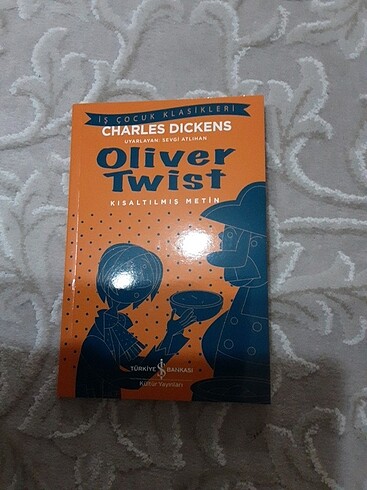 İŞ ÇOCUK KLASİKLERİ
CHARLES DICKENS
UYARLAYAN: SEVGİ ATLIHAN
Oliver
Twist
KISALTILMIŞ METİN
TÜRKİYE İŞ BANKASI
Kültür Yayınları